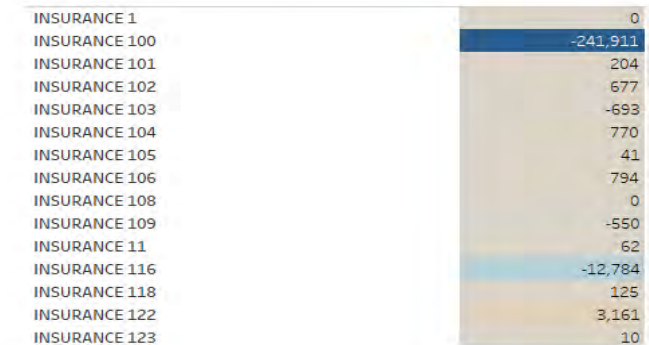 INSURANCE 1 0
INSURANCE 100 -241,911
INSURANCE 101 204
INSURANCE 102 677
INSURANCE 103 -693
INSURANCE 104 770
INSURANCE 105 41
INSURANCE 106 794
INSURANCE 108 0
INSURANCE 109 -550
INSURANCE 11 62
INSURANCE 116 -12,784
INSURANCE 118 125
INSURANCE 122 3,161
INSURANCE 123 10